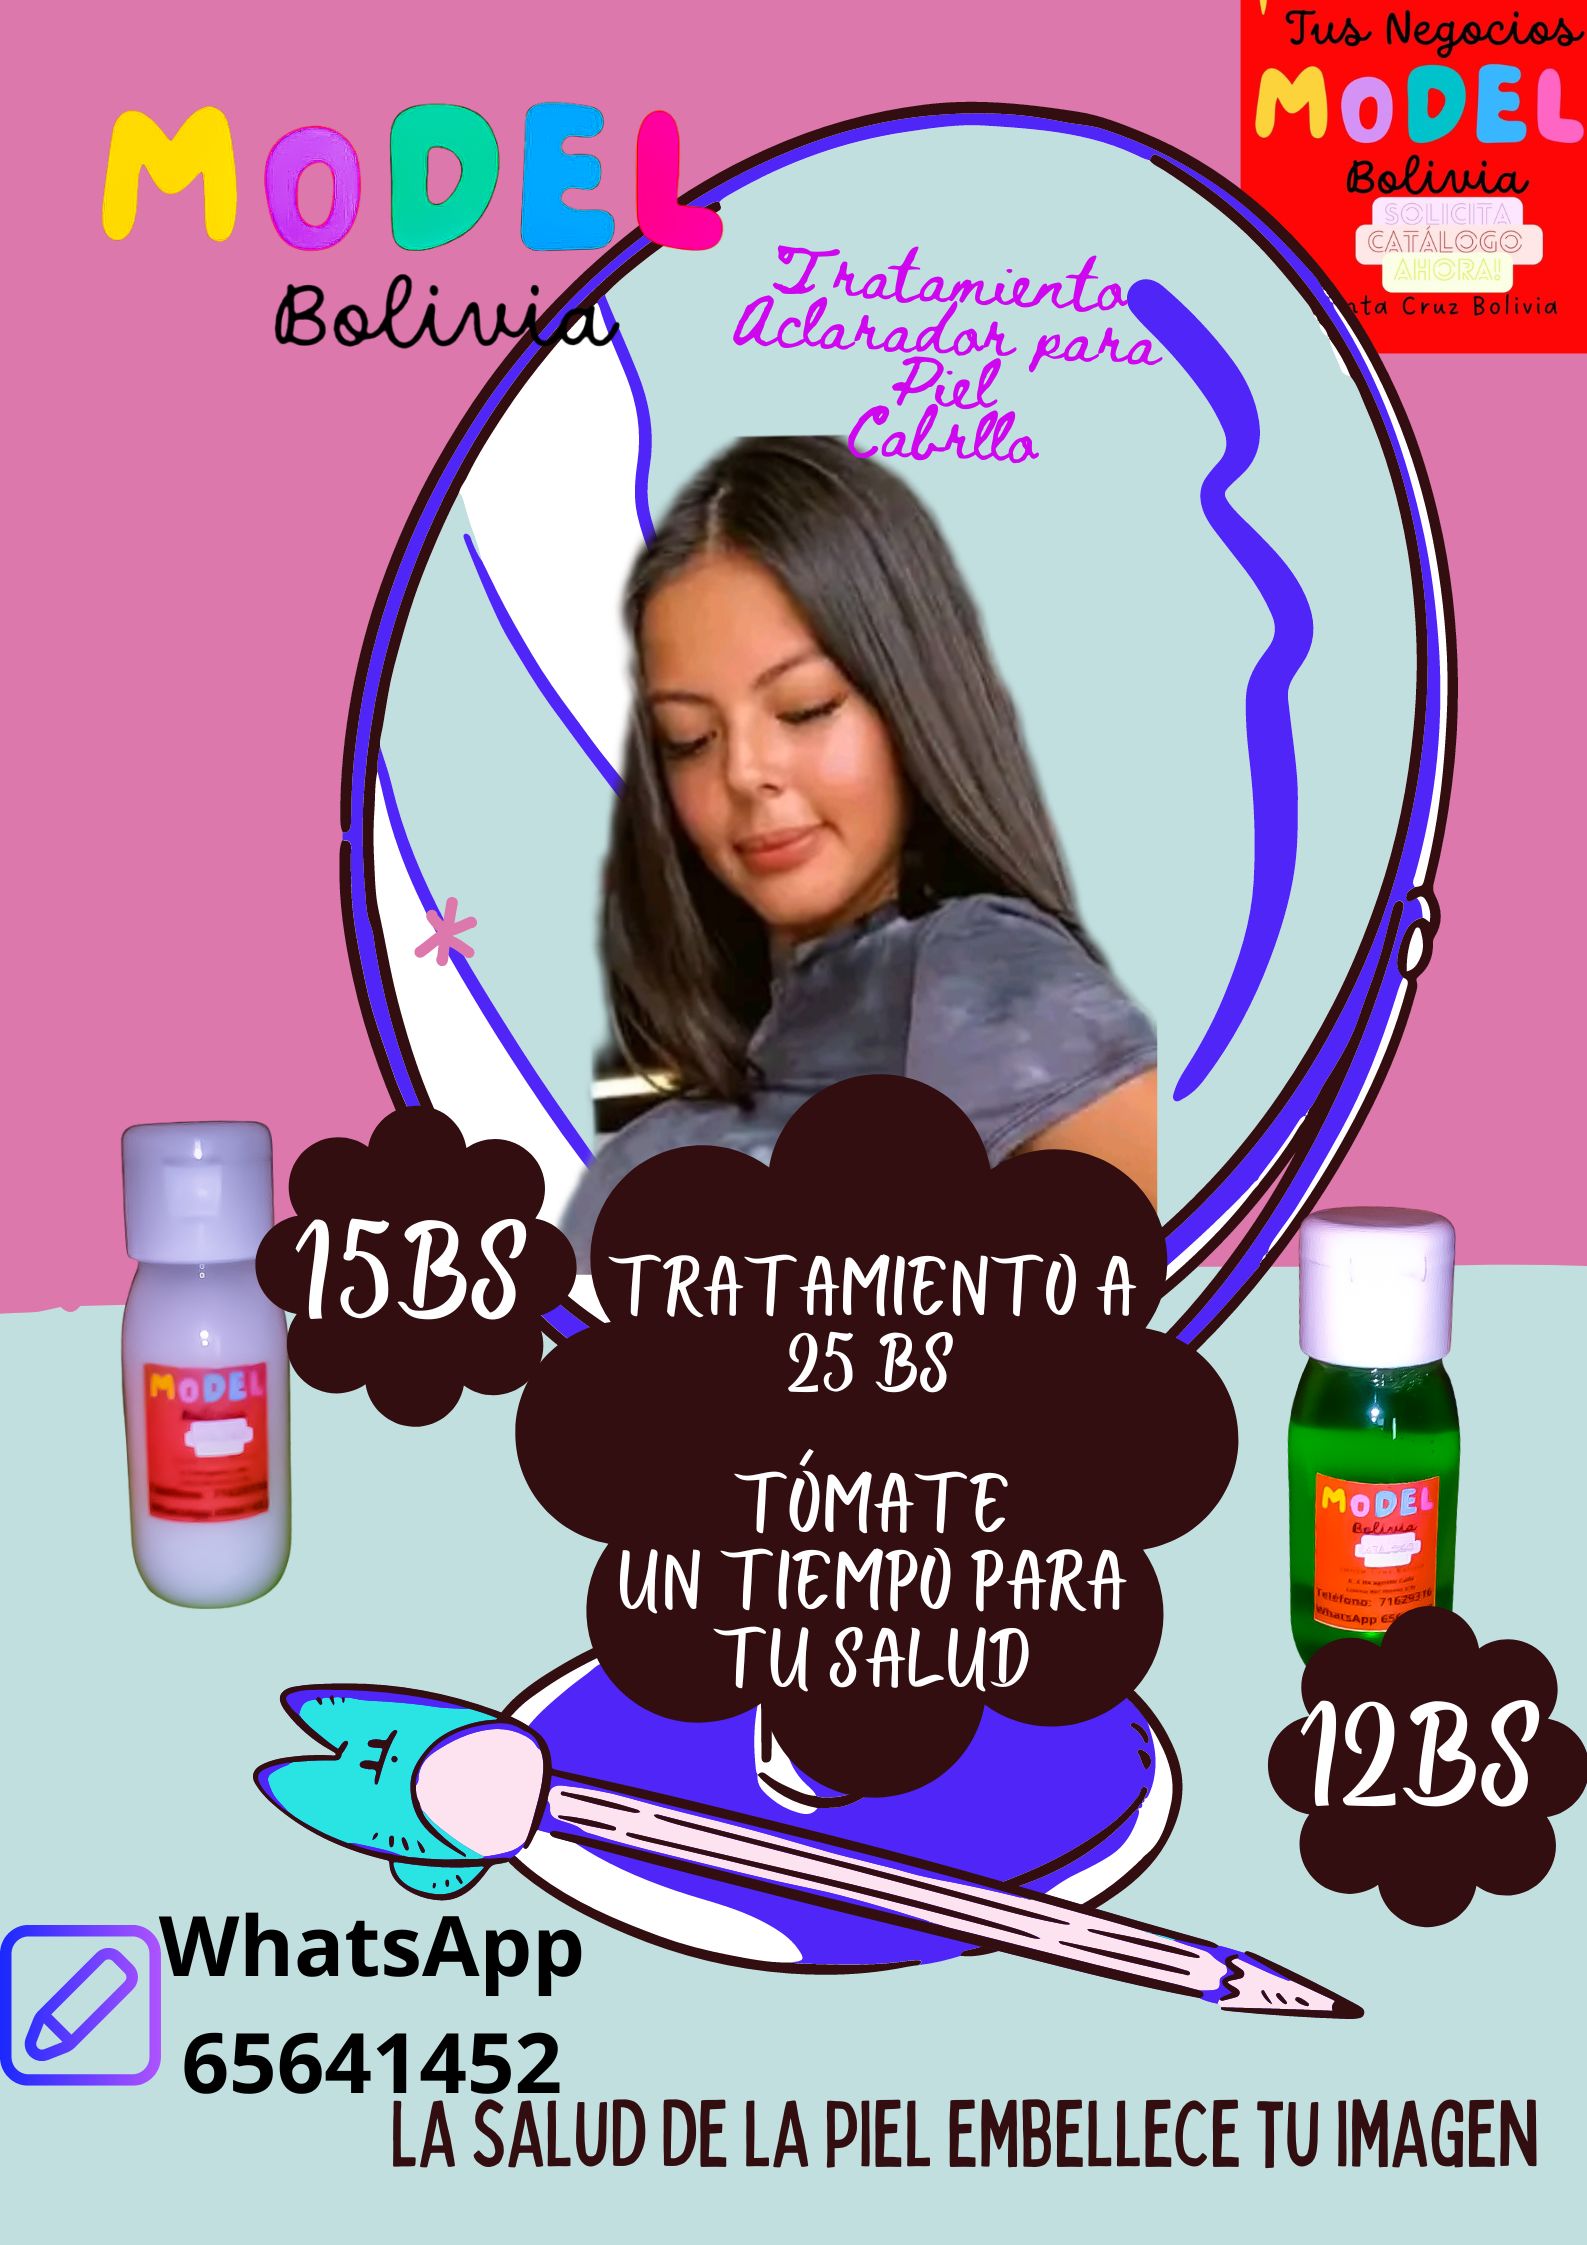 Tus Negocios
MODEL
Bolivia
SOLICITA
CATÁLOGO
AHORA!
nta Cruz Bolivia
MODEL
Bolivia
Tratamiento
Aclarador para
Piel
Cabrllo
15BS
TRATAMIENTO A
25 BS
TÓMATE
UN TIEMPO PARA
TU SALUD
MODEL
MODEL
Bolivia
Teléfono: 71629316
WhatsApp
12BS
WhatsApp
65641452
LA SALUD DE LA PIEL EMBELLECE TU IMAGEN